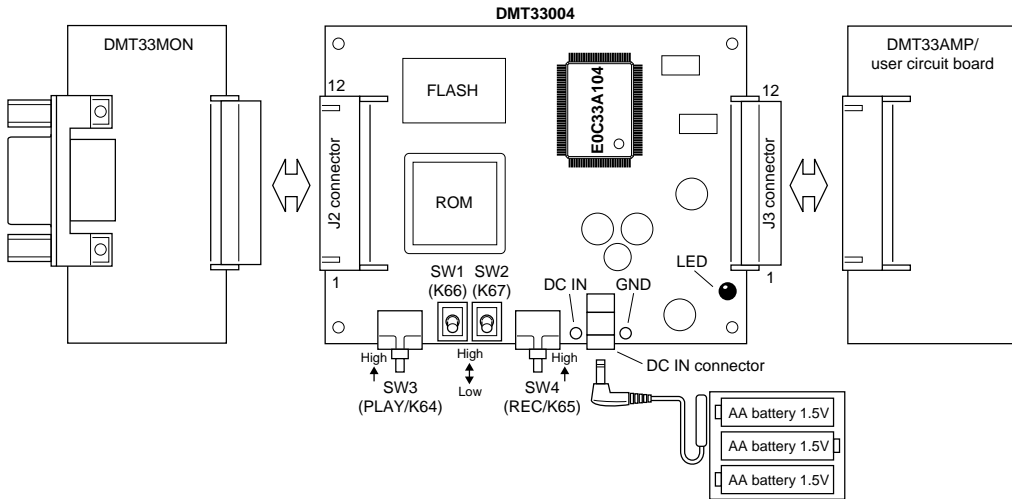 DMT33004
DMT33MON
DMT33AMP/
user circuit board
12
FLASH
E0C33A104
12
J2 connector
ROM
J3 connector
1
SW1
(K66)
SW2
(K67)
DC IN
GND
LED
1
High
SW3
(PLAY/K64)
High
Low
High
SW4
(REC/K65)
DC IN connector
AA battery 1.5V
AA battery 1.5V
AA battery 1.5V